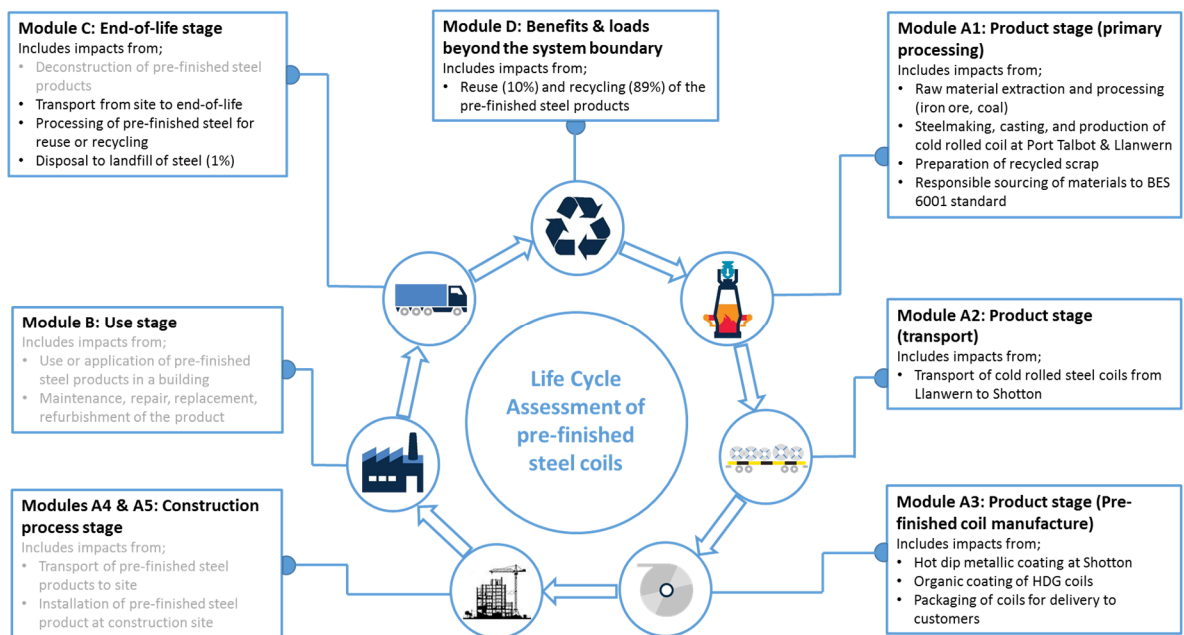 Module C: End-of-life stage
Includes impacts from;
• Deconstruction of pre-finished steel
products
• Transport from site to end-of-life
• Processing of pre-finished steel for
reuse or recycling
• Disposal to landfill of steel (1%)
Module D: Benefits & loads
beyond the system boundary
Includes impacts from;
• Reuse (10%) and recycling (89%) of the
pre-finished steel products
Module A1: Product stage (primary
processing)
Includes impacts from;
• Raw material extraction and processing
(iron ore, coal)
• Steelmaking, casting, and production of
cold rolled coil at Port Talbot & Llanwern
• Preparation of recycled scrap
• Responsible sourcing of materials to BES
6001 standard
Module B: Use stage
Includes impacts from;
• Use or application of pre-finished
steel products in a building
• Maintenance, repair, replacement,
refurbishment of the product
Life Cycle
Assessment of
pre-finished
steel coils
Module A2: Product stage
(transport)
Includes impacts from;
• Transport of cold rolled steel coils from
Llanwern to Shotton
Modules A4 & A5: Construction
process stage
Includes impacts from;
• Transport of pre-finished steel
products to site
• Installation of pre-finished steel
product at construction site
Module A3: Product stage (Pre-
finished coil manufacture)
Includes impacts from;
• Hot dip metallic coating at Shotton
• Organic coating of HDG coils
• Packaging of coils for delivery to
customers